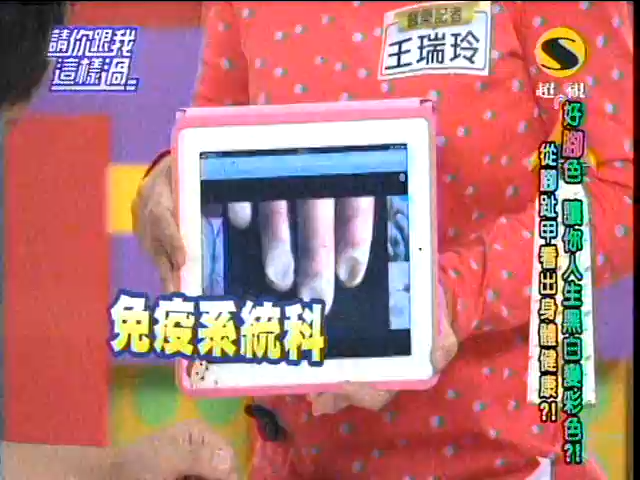 請你跟我
這樣過
醫藥記者
王瑞玲
S
超視
好腳色 讓你人生黑白變彩色?!
從腳趾甲看出身體健康?!
免疫系統科